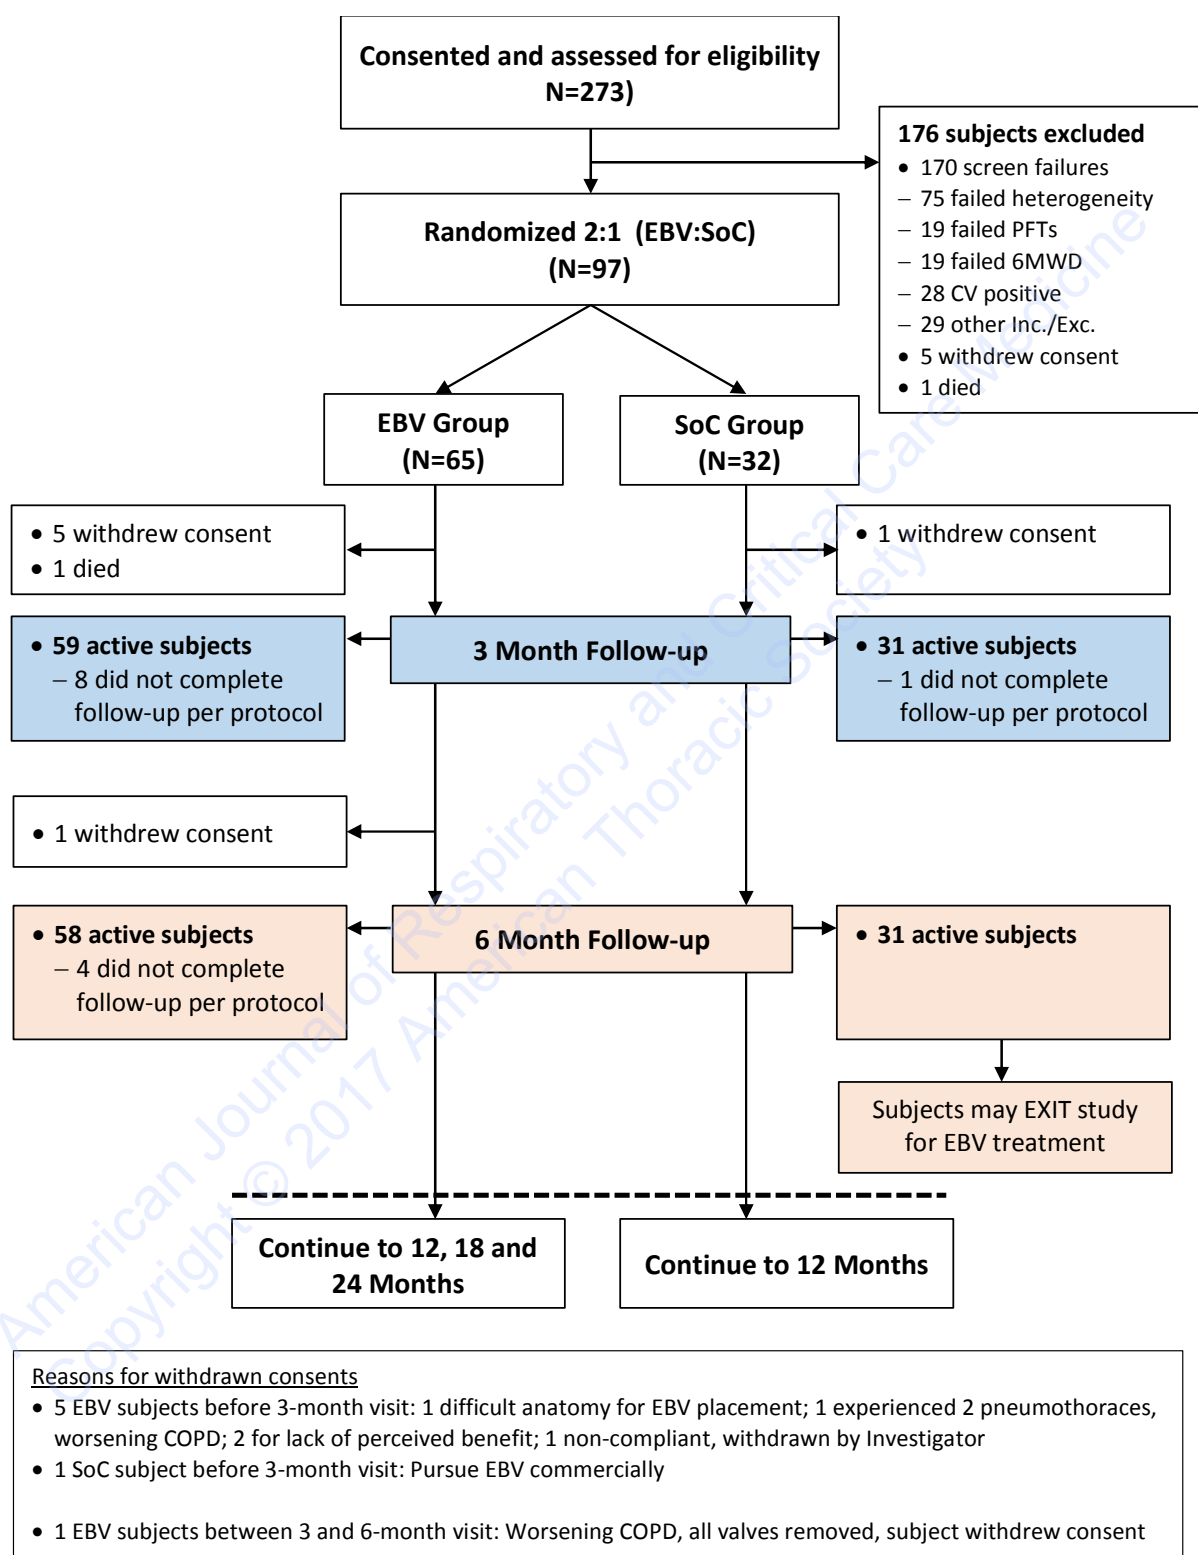 Consented and assessed for eligibility
N=273)
176 subjects excluded
• 170 screen failures
– 75 failed heterogeneity
– 19 failed PFTs
– 19 failed 6MWD
– 28 CV positive
– 29 other Inc./Exc.
• 5 withdrew consent
• 1 died
Randomized 2:1 (EBV:SoC)
(N=97)
EBV Group
(N=65)
SoC Group
(N=32)
• 5 withdrew consent
• 1 died
• 1 withdrew consent
• 59 active subjects
– 8 did not complete
follow-up per protocol
3 Month Follow-up
• 31 active subjects
– 1 did not complete
follow-up per protocol
• 1 withdrew consent
• 58 active subjects
– 4 did not complete
follow-up per protocol
6 Month Follow-up
• 31 active subjects
Subjects may EXIT study
for EBV treatment
Continue to 12, 18 and
24 Months
Continue to 12 Months
Reasons for withdrawn consents
• 5 EBV subjects before 3-month visit: 1 difficult anatomy for EBV placement; 1 experienced 2 pneumothoraces,
worsening COPD; 2 for lack of perceived benefit; 1 non-compliant, withdrawn by Investigator
• 1 SoC subject before 3-month visit: Pursue EBV commercially
• 1 EBV subjects between 3 and 6-month visit: Worsening COPD, all valves removed, subject withdrew consent
American Journal of Respiratory and Critical Care Medicine
Copyright © 2017 American Thoracic Society